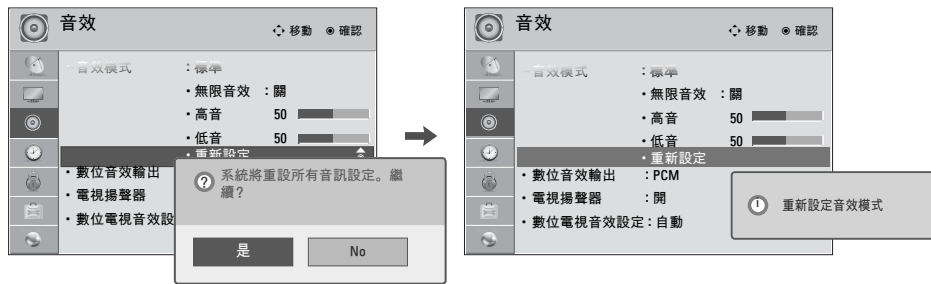 音效
移動 確認
音效模式 : 標準
• 無限音效 : 關
• 高音 50
• 低音 50
• 重新設定
• 數位音效輸出
• 電視揚聲器
• 數位電視音效設
系統將重設所有音訊設定。繼
續?
是 No
音效
移動 確認
音效模式 : 標準
• 無限音效 : 關
• 高音 50
• 低音 50
• 重新設定
• 數位音效輸出 : PCM
• 電視揚聲器 : 開
• 數位電視音效設定 : 自動
重新設定音效模式